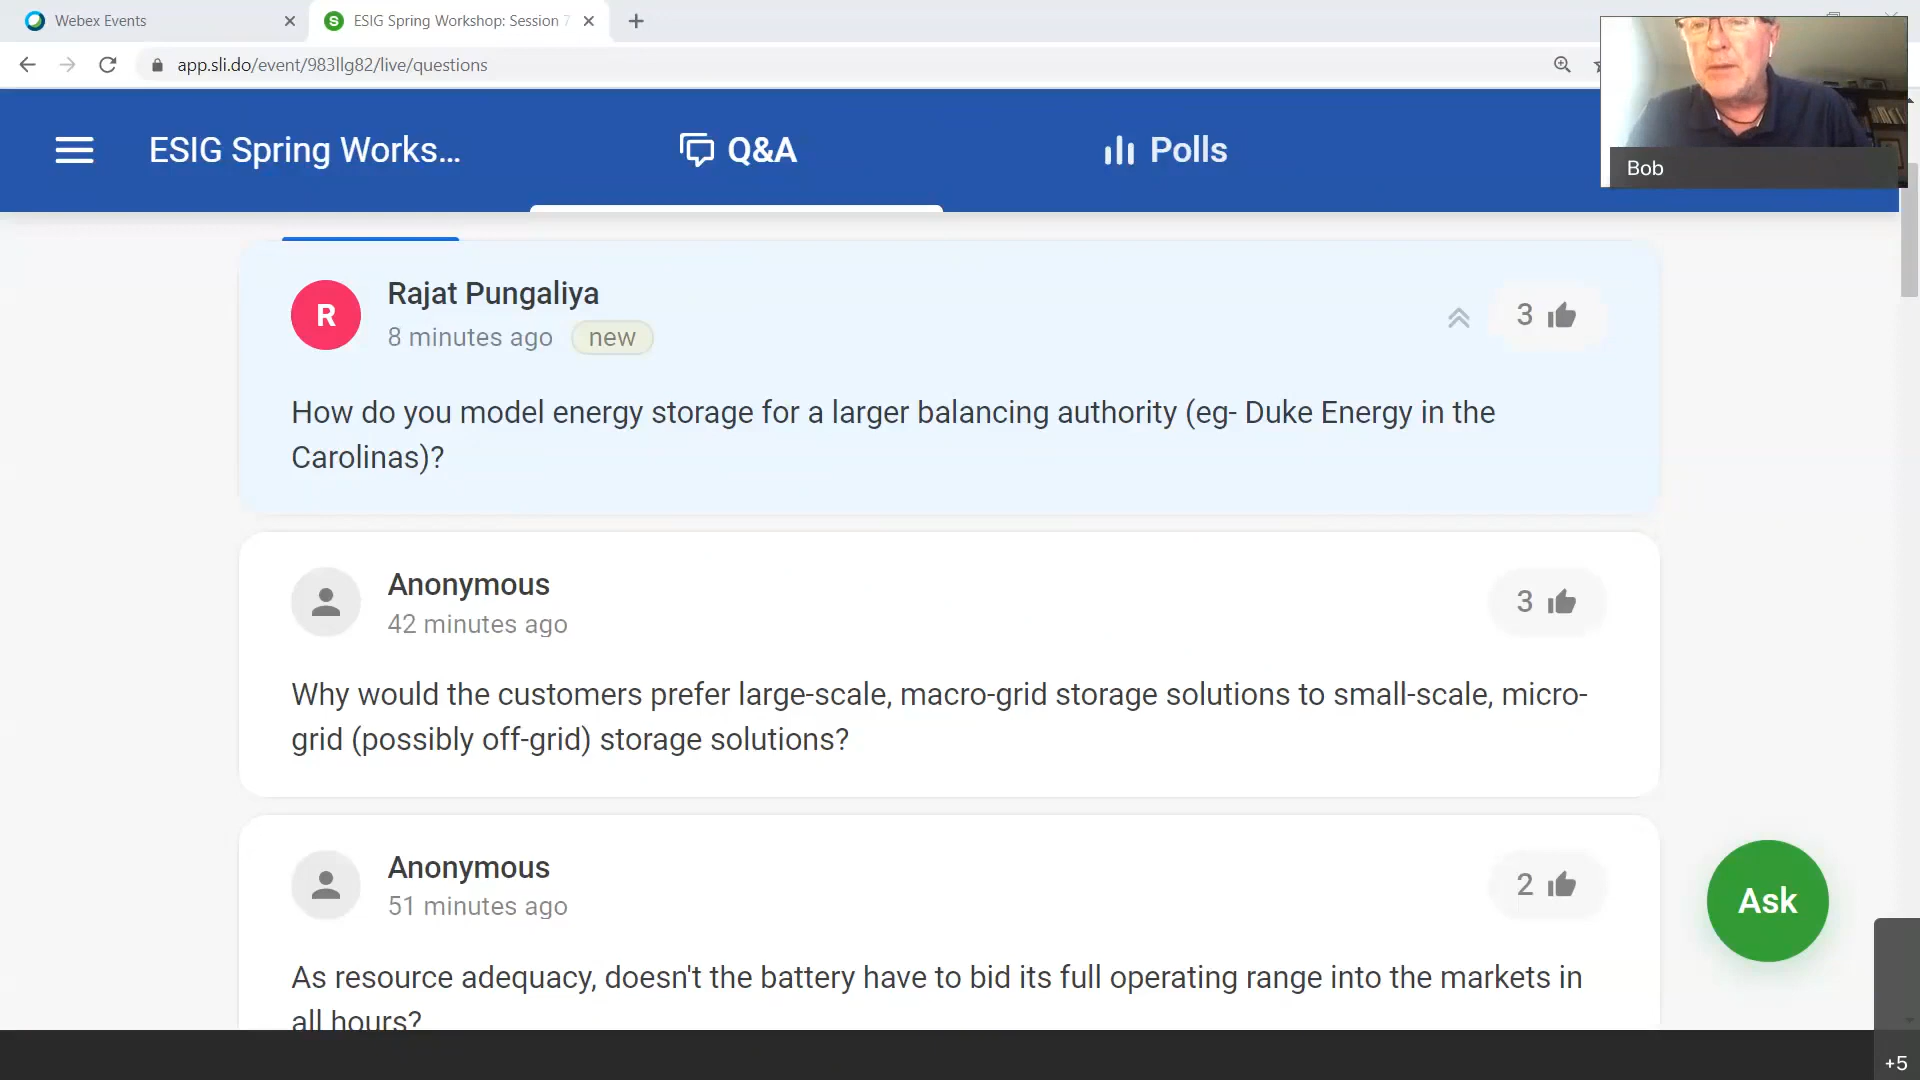 Webex Events
S ESIG Spring Workshop: Session 7
app.sli.do/event/983llg82/live/questions
ESIG Spring Works...
Q&A
Polls
Bob
R
Rajat Pungaliya
8 minutes ago
new
3
How do you model energy storage for a larger balancing authority (eg- Duke Energy in the
Carolinas)?
Anonymous
42 minutes ago
3
Why would the customers prefer large-scale, macro-grid storage solutions to small-scale, micro-
grid (possibly off-grid) storage solutions?
Anonymous
51 minutes ago
2
As resource adequacy, doesn't the battery have to bid its full operating range into the markets in
all hours?
Ask
+5